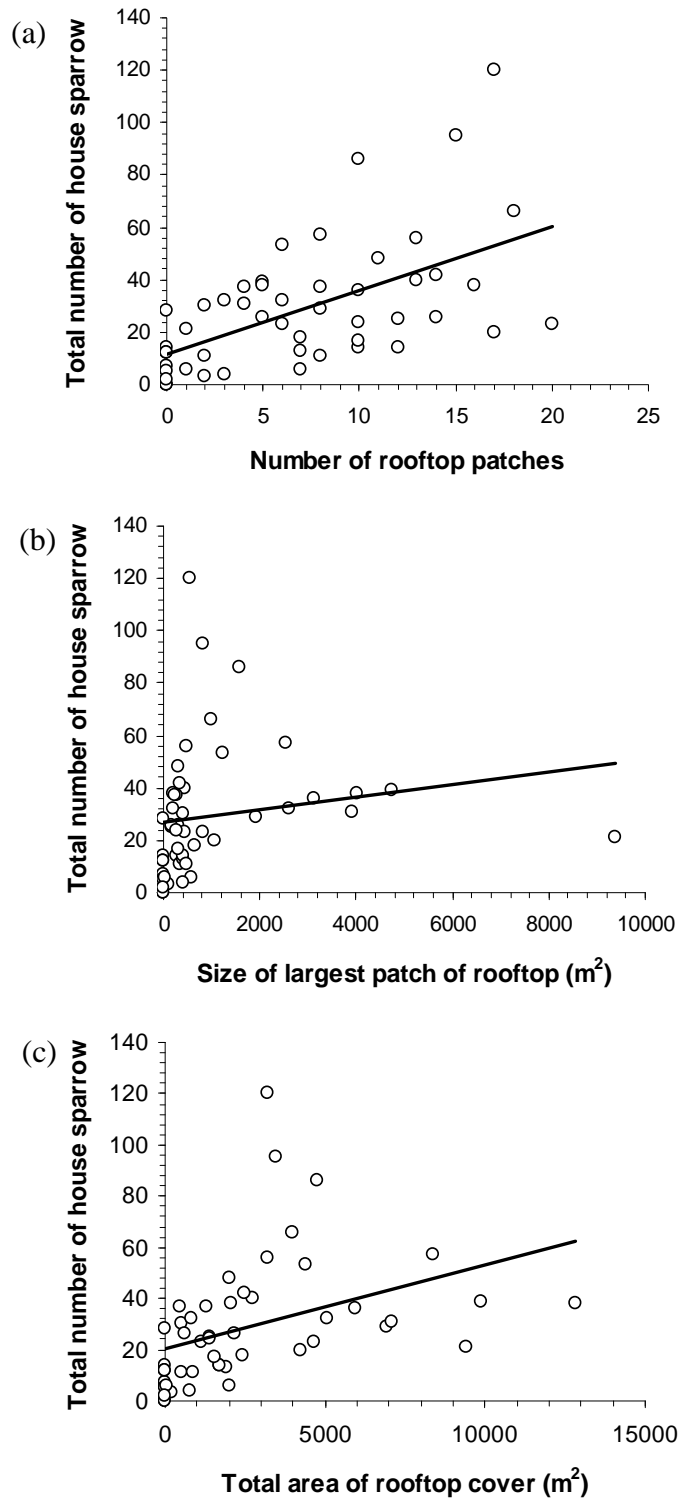 (a)
Total number of house sparrow
140
120
100
80
60
40
20
0
0 5 10 15 20 25
Number of rooftop patches
(b)
Total number of house sparrow
140
120
100
80
60
40
20
0
0 2000 4000 6000 8000 10000
Size of largest patch of rooftop (m²)
(c)
Total number of house sparrow
140
120
100
80
60
40
20
0
0 5000 10000 15000
Total area of rooftop cover (m²)